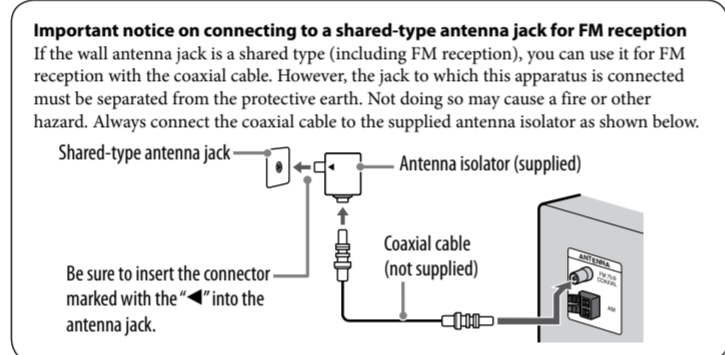 Important notice on connecting to a shared-type antenna jack for FM reception
If the wall antenna jack is a shared type (including FM reception), you can use it for FM
reception with the coaxial cable. However, the jack to which this apparatus is connected
must be separated from the protective earth. Not doing so may cause a fire or other
hazard. Always connect the coaxial cable to the supplied antenna isolator as shown below.
Shared-type antenna jack
Antenna isolator (supplied)
Coaxial cable
(not supplied)
Be sure to insert the connector
marked with the “◀” into the
antenna jack.
ANTENNA
FM 75Ω
COAXIAL
AM